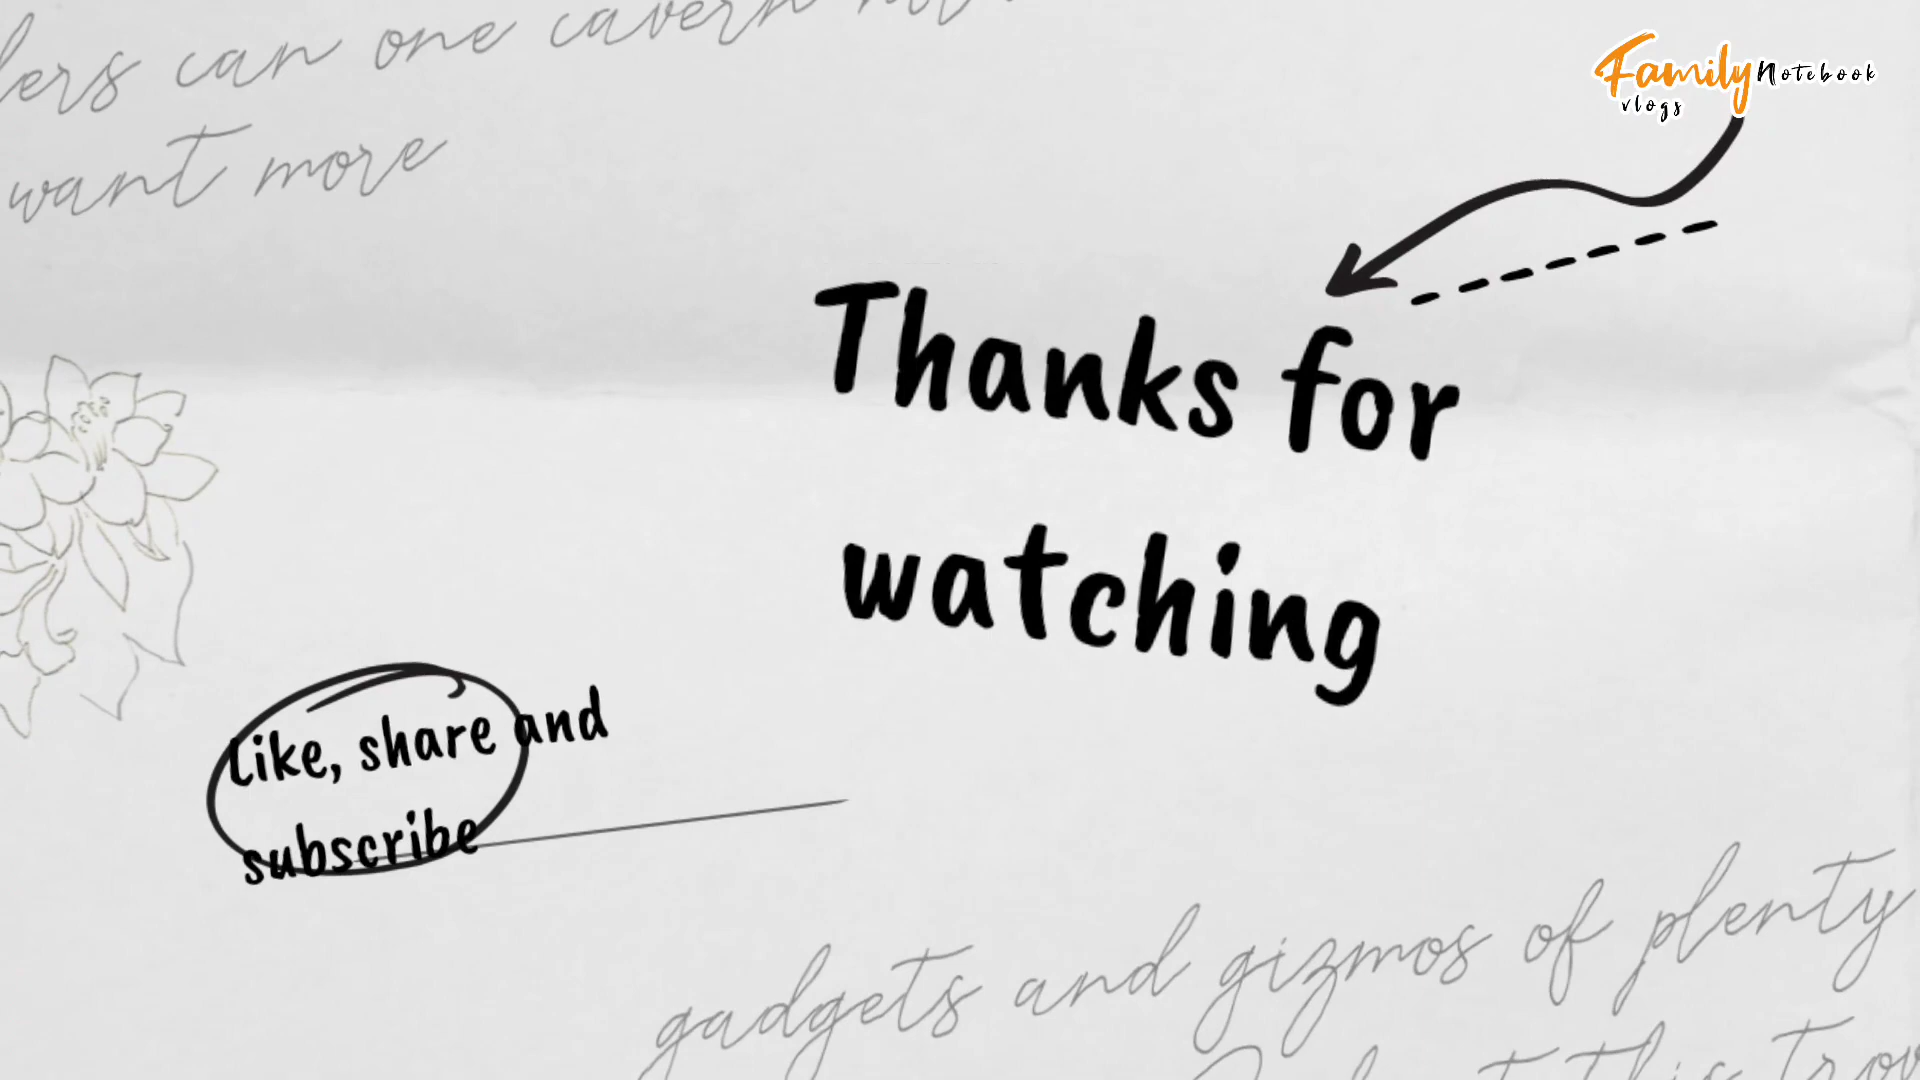 can one cavern
want more
Family Notebook
vlogs
Thanks for
watching
Like, share and
subscribe
gadgets and gizmos of plenty
this